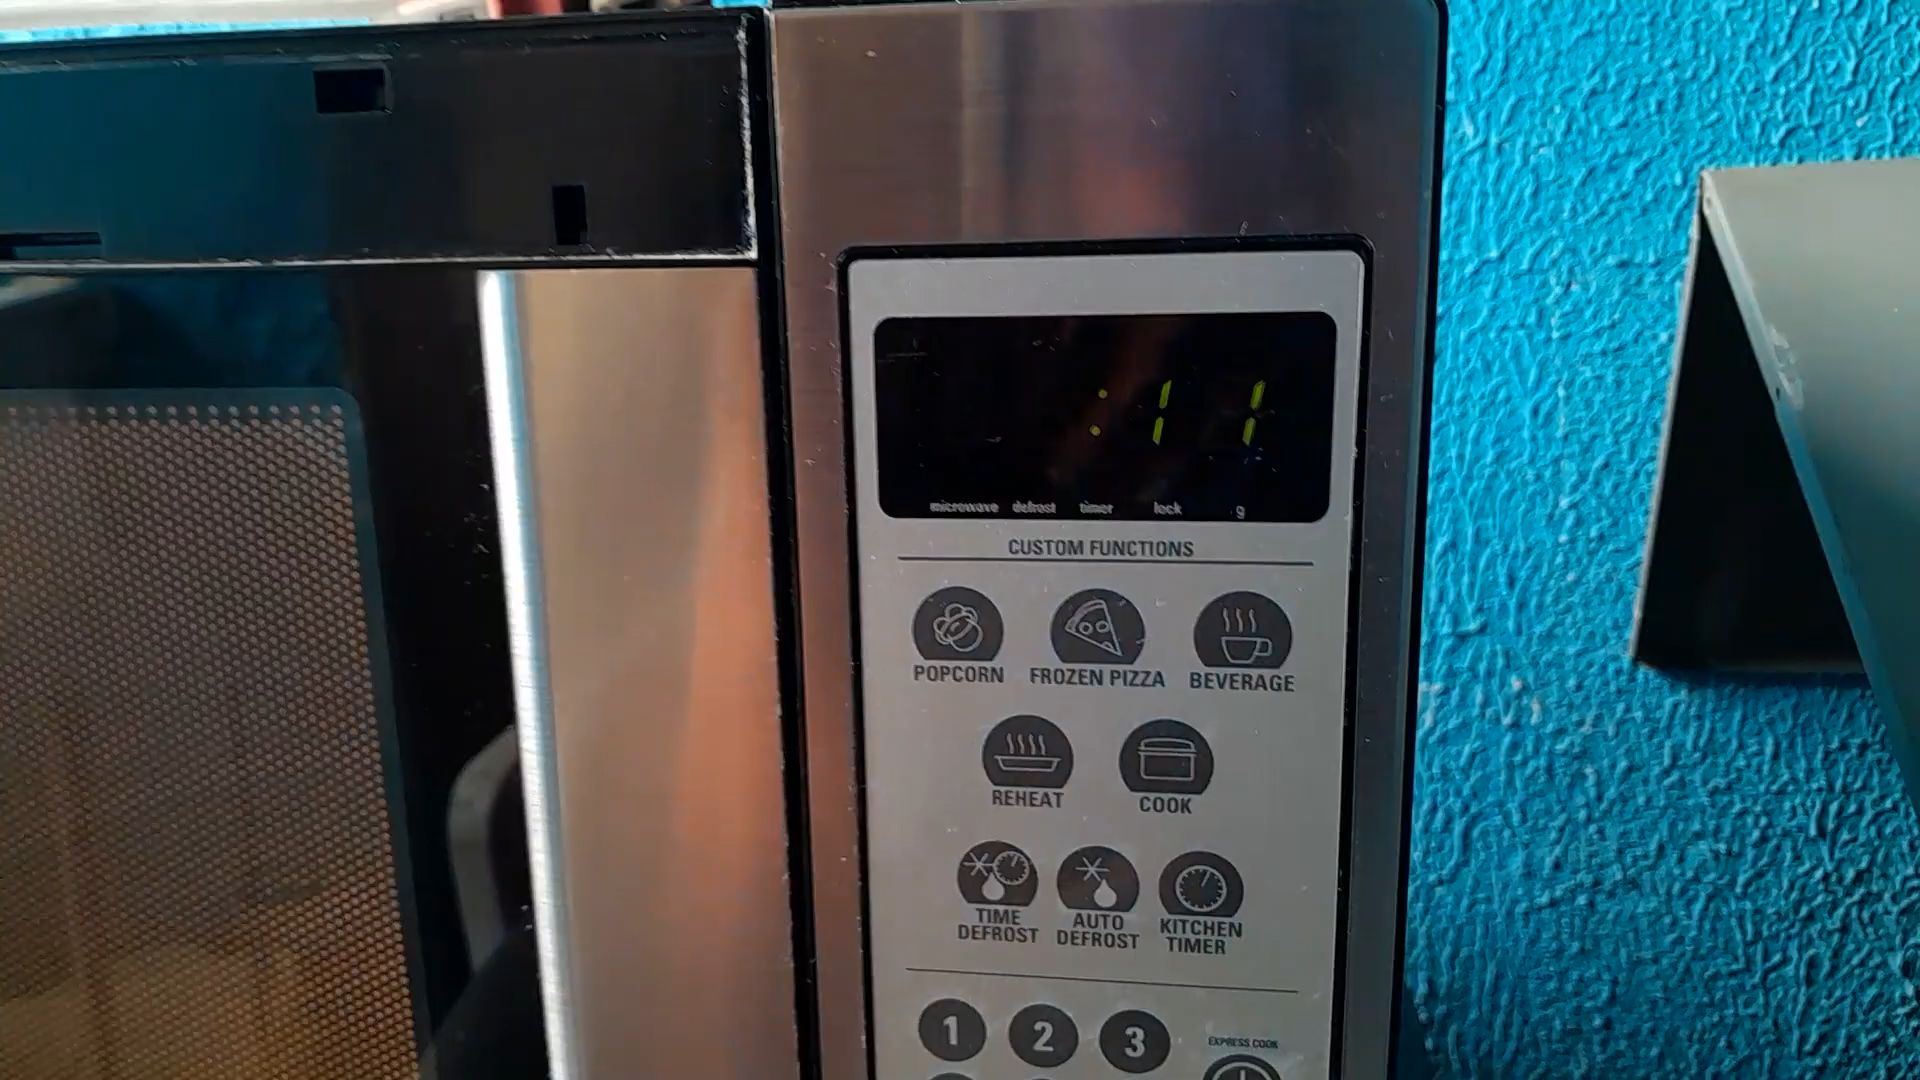 :11
microwave defrost timer lock g
CUSTOM FUNCTIONS
POPCORN FROZEN PIZZA BEVERAGE
REHEAT COOK
TIME DEFROST AUTO DEFROST KITCHEN TIMER
1 2 3
EXPRESS COOK